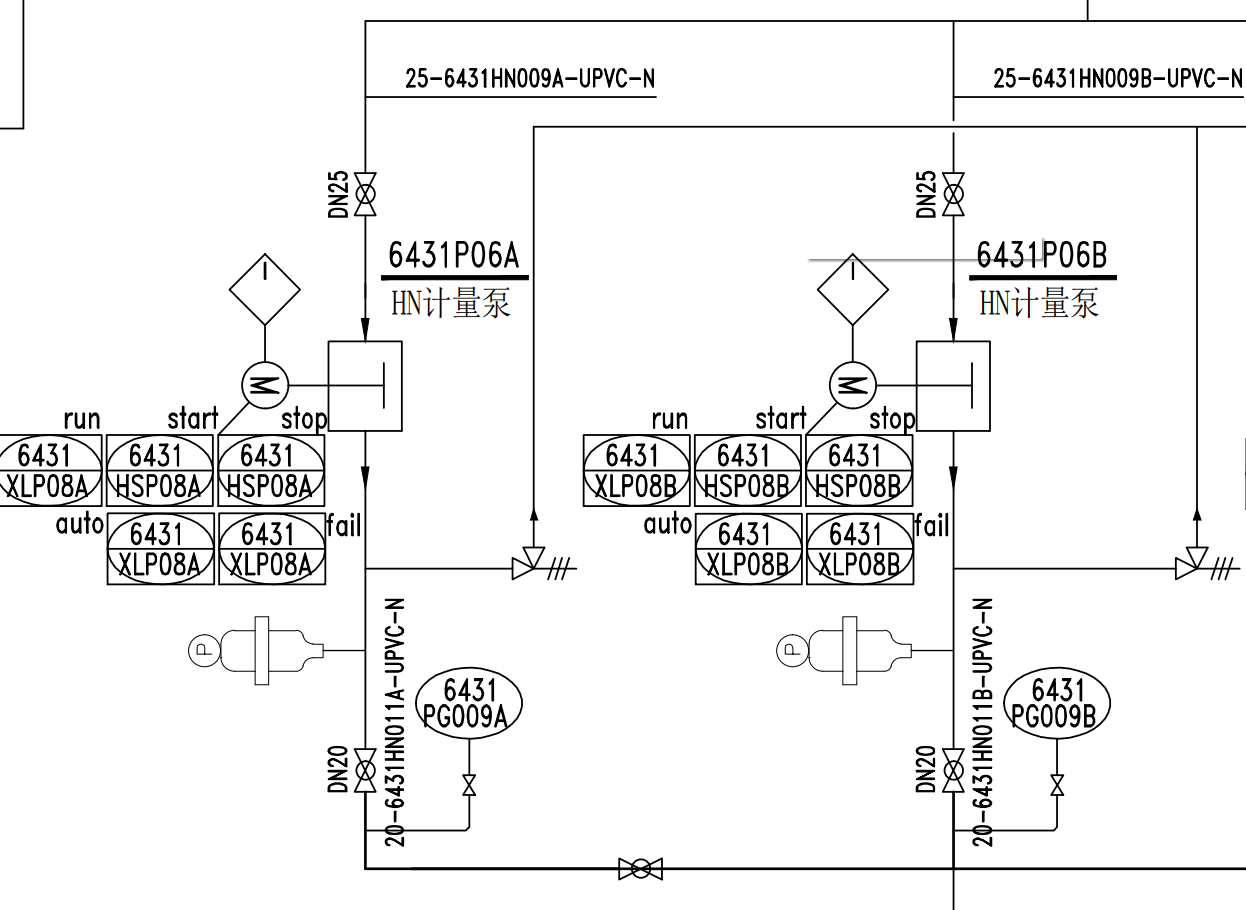 25-6431HN009A-UPVC-N
25-6431HN009B-UPVC-N
DN25
DN25
6431P06A
HN计量泵
6431P06B
HN计量泵
I
I
M
M
run
start
stop
run
start
stop
6431
XLP08A
6431
HSP08A
6431
HSP08A
6431
XLP08B
6431
HSP08B
6431
HSP08B
auto
6431
XLP08A
6431
XLP08A
fail
auto
6431
XLP08B
6431
XLP08B
fail
P
P
20-6431HN011A-UPVC-N
20-6431HN011B-UPVC-N
6431
PG009A
6431
PG009B
DN20
DN20